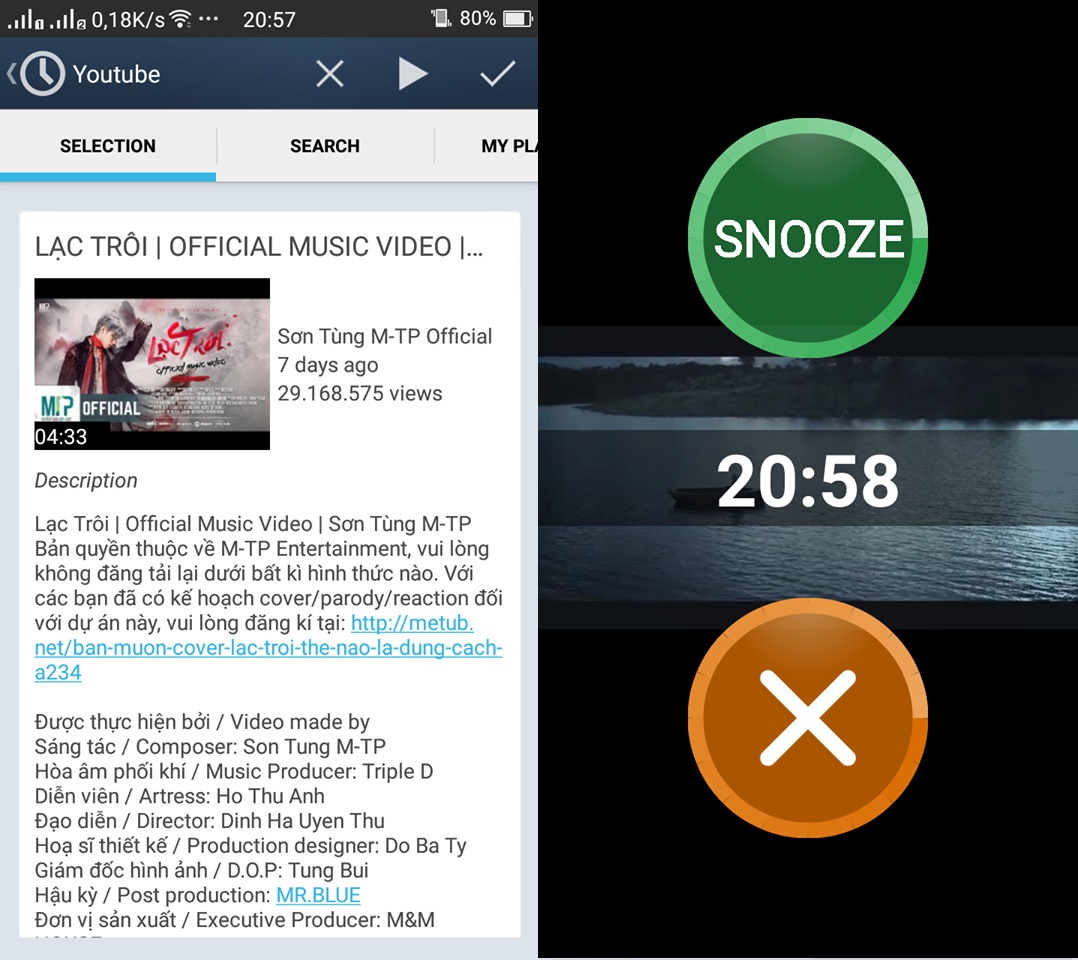 0,18K/s 20:57 80%
Youtube
SELECTION SEARCH MY PLA
LẠC TRÔI | OFFICIAL MUSIC VIDEO |...
MTP
LẠC TRÔI
official music video
MTP OFFICIAL
04:33
Sơn Tùng M-TP Official
7 days ago
29.168.575 views
Description
Lạc Trôi | Official Music Video | Sơn Tùng M-TP
Bản quyền thuộc về M-TP Entertainment, vui lòng
không đăng tải lại dưới bất kì hình thức nào. Với
các bạn đã có kế hoạch cover/parody/reaction đối
với dự án này, vui lòng đăng kí tại: http://metub.
net/ban-muon-cover-lac-troi-the-nao-la-dung-cach-
a234
Được thực hiện bởi / Video made by
Sáng tác / Composer: Son Tung M-TP
Hòa âm phối khí / Music Producer: Triple D
Diễn viên / Artress: Ho Thu Anh
Đạo diễn / Director: Dinh Ha Uyen Thu
Hoạ sĩ thiết kế / Production designer: Do Ba Ty
Giám đốc hình ảnh / D.O.P: Tung Bui
Hậu kỳ / Post production: MR.BLUE
Đơn vị sản xuất / Executive Producer: M&M
SNOOZE
20:58